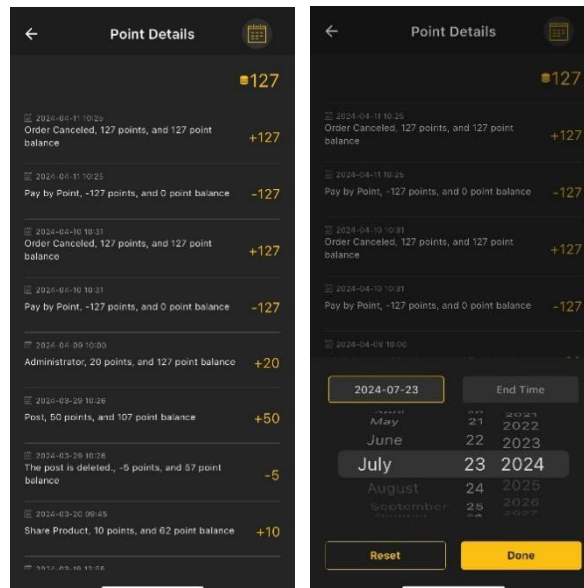 Point Details
127
2024-04-11 10:25
Order Canceled, 127 points, and 127 point
balance
+127
2024-04-11 10:25
Pay by Point, -127 points, and 0 point balance
-127
2024-04-10 10:31
Order Canceled, 127 points, and 127 point
balance
+127
2024-04-10 10:31
Pay by Point, -127 points, and 0 point balance
-127
2024-04-09 10:00
Administrator, 20 points, and 127 point balance
+20
2024-03-29 10:26
Post, 50 points, and 107 point balance
+50
2024-03-29 10:26
The post is deleted., -5 points, and 57 point
balance
-5
2024-03-20 09:45
Share Product, 10 points, and 62 point balance
+10
Point Details
127
2024-04-11 10:25
Order Canceled, 127 points, and 127 point
balance
+127
2024-04-11 10:25
Pay by Point, -127 points, and 0 point balance
-127
2024-04-10 10:31
Order Canceled, 127 points, and 127 point
balance
+127
2024-04-10 10:31
Pay by Point, -127 points, and 0 point balance
-127
2024-04-09 10:00
2024-07-23
End Time
April 20 2021
May 21 2022
June 22 2023
July 23 2024
August 24 2025
September 25 2026
26 2027
Reset
Done